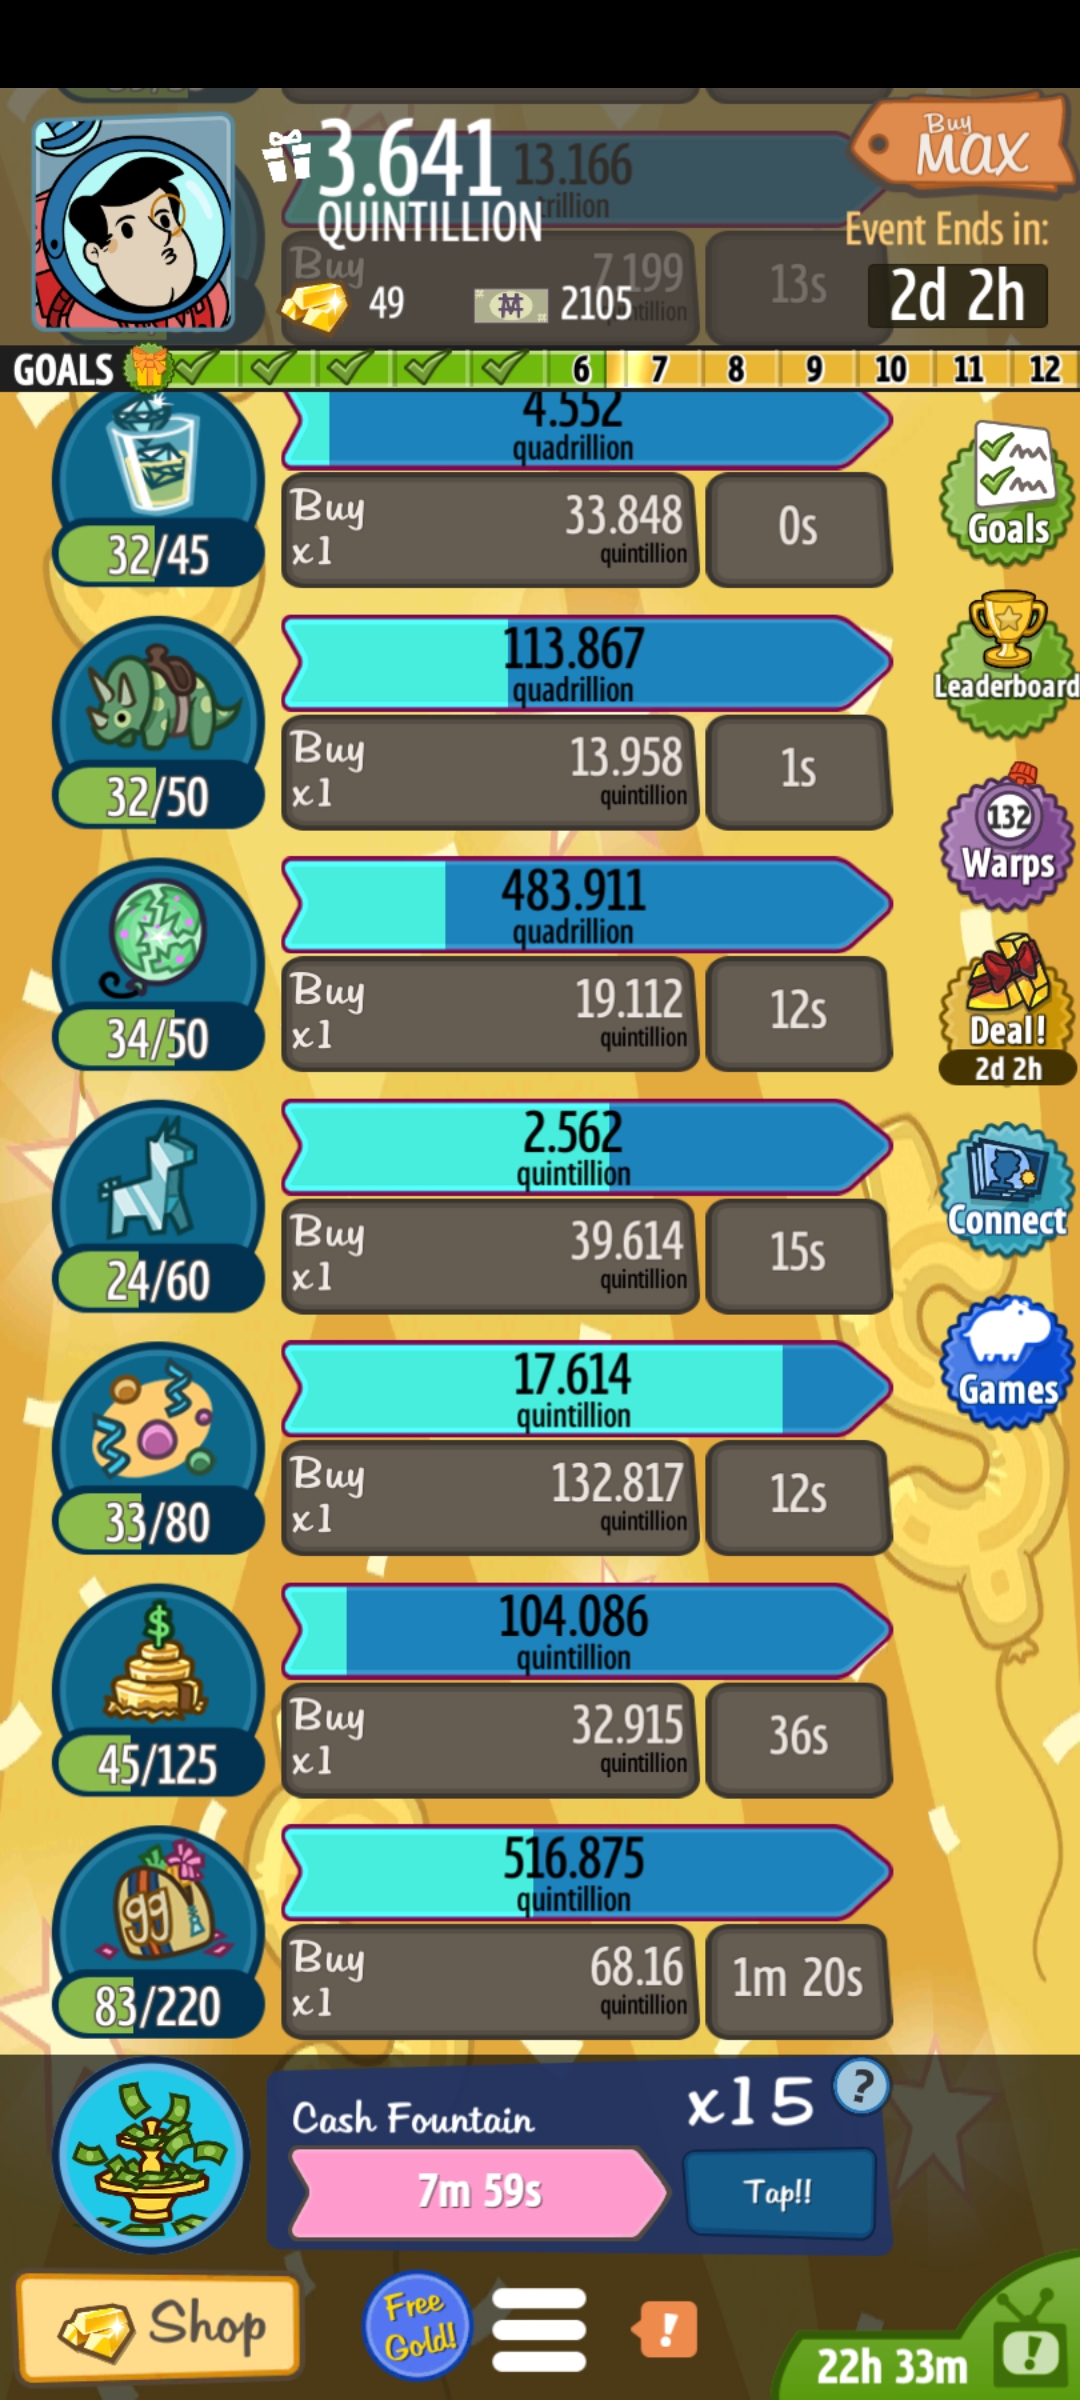 3.641
QUINTILLION
13.166
trillion
Buy
MAX
Event Ends in:
2d 2h
Buy
7.199
13s
49
2105
GOALS
6
7
8
9
10
11
12
4.552
quadrillion
Buy
x1
33.848
quintillion
0s
32/45
Goals
113.867
quadrillion
Buy
x1
13.958
quintillion
1s
32/50
Leaderboard
132
Warps
483.911
quadrillion
Buy
x1
19.112
quintillion
12s
34/50
Deal!
2d 2h
2.562
quintillion
Buy
x1
39.614
quintillion
15s
24/60
Connect
17.614
quintillion
Buy
x1
132.817
quintillion
12s
33/80
Games
104.086
quintillion
Buy
x1
32.915
quintillion
36s
$
45/125
516.875
quintillion
Buy
x1
68.16
quintillion
1m 20s
99
83/220
Cash Fountain
x15
?
7m 59s
Tap!!
Shop
Free
Gold!
!
22h 33m
!